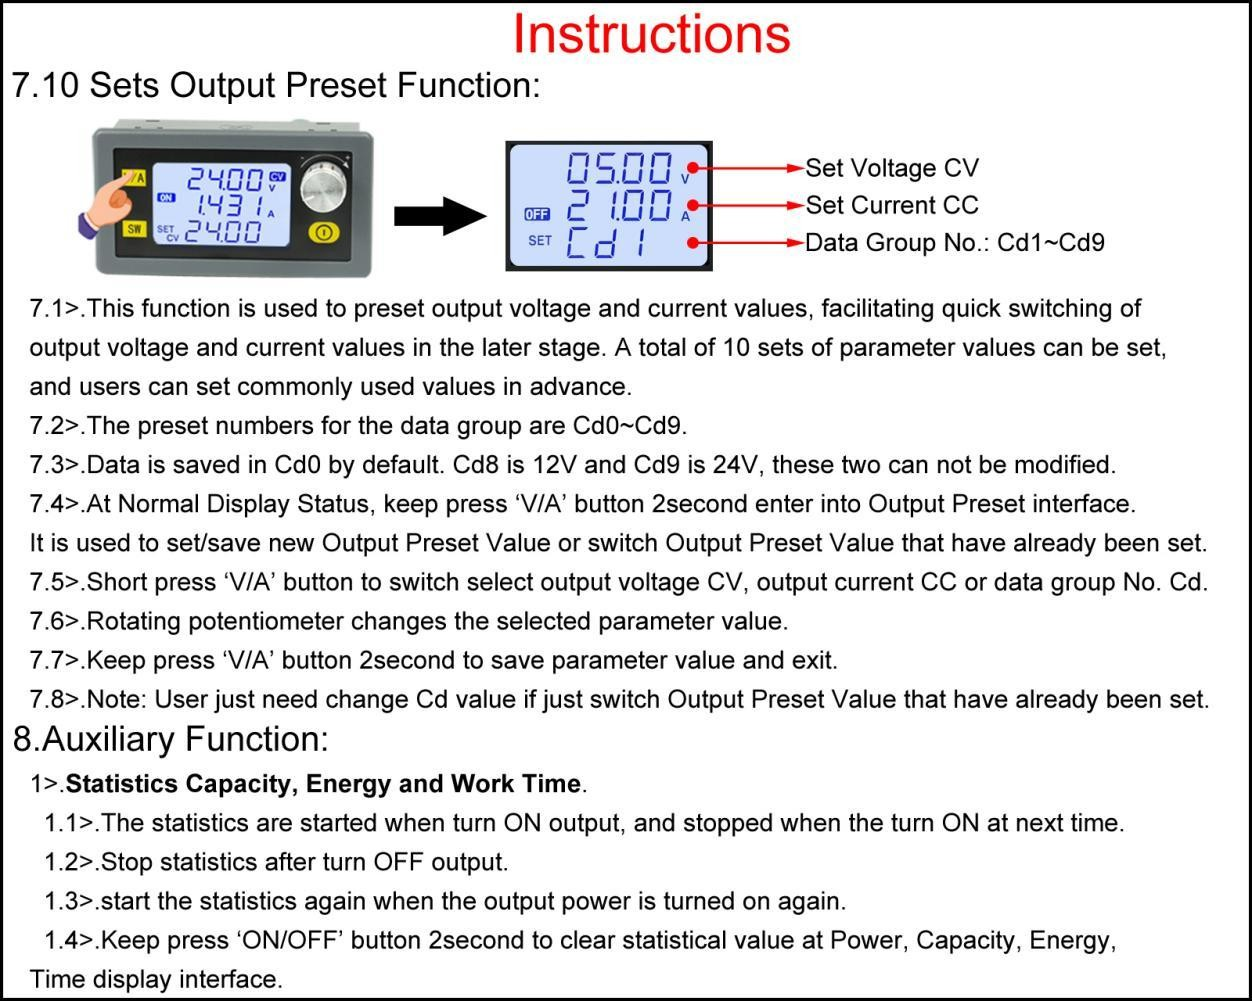 Instructions
7.10 Sets Output Preset Function:
V/A
24.00 V CV
ON
1.431 A
SW
SET CV 24.00
05.00 V
Set Voltage CV
OFF 21.00 A
Set Current CC
SET Cd1
Data Group No.: Cd1~Cd9
7.1>.This function is used to preset output voltage and current values, facilitating quick switching of
output voltage and current values in the later stage. A total of 10 sets of parameter values can be set,
and users can set commonly used values in advance.
7.2>.The preset numbers for the data group are Cd0~Cd9.
7.3>.Data is saved in Cd0 by default. Cd8 is 12V and Cd9 is 24V, these two can not be modified.
7.4>.At Normal Display Status, keep press ‘V/A’ button 2second enter into Output Preset interface.
It is used to set/save new Output Preset Value or switch Output Preset Value that have already been set.
7.5>.Short press ‘V/A’ button to switch select output voltage CV, output current CC or data group No. Cd.
7.6>.Rotating potentiometer changes the selected parameter value.
7.7>.Keep press ‘V/A’ button 2second to save parameter value and exit.
7.8>.Note: User just need change Cd value if just switch Output Preset Value that have already been set.
8.Auxiliary Function:
1>.Statistics Capacity, Energy and Work Time.
1.1>.The statistics are started when turn ON output, and stopped when the turn ON at next time.
1.2>.Stop statistics after turn OFF output.
1.3>.start the statistics again when the output power is turned on again.
1.4>.Keep press ‘ON/OFF’ button 2second to clear statistical value at Power, Capacity, Energy,
Time display interface.